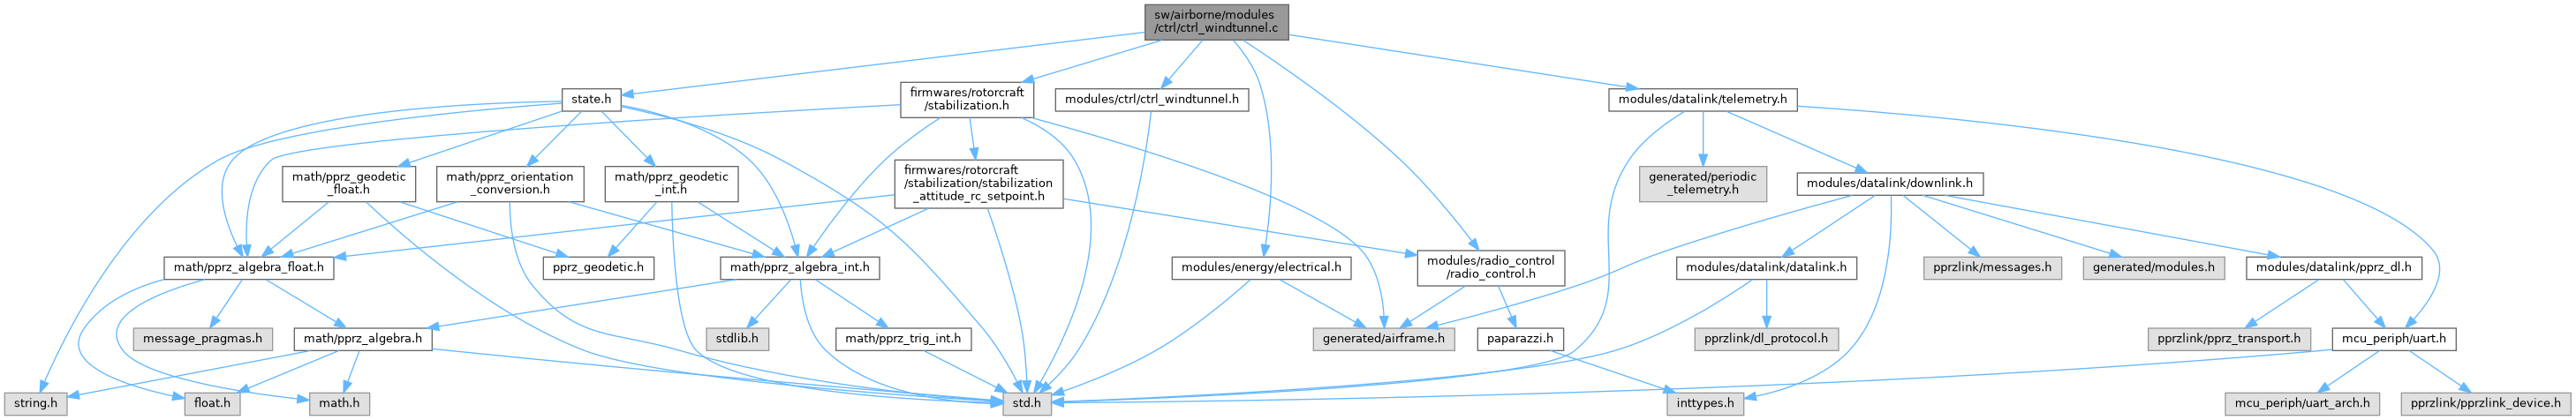 sw/airborne/modules
/ctrl/ctrl_windtunnel.c
state.h
firmwares/rotorcraft
/stabilization.h
modules/ctrl/ctrl_windtunnel.h
modules/datalink/telemetry.h
math/pprz_geodetic
_float.h
math/pprz_orientation
_conversion.h
math/pprz_geodetic
_int.h
firmwares/rotorcraft
/stabilization/stabilization
_attitude_rc_setpoint.h
generated/periodic
_telemetry.h
modules/datalink/downlink.h
math/pprz_algebra_float.h
pprz_geodetic.h
math/pprz_algebra_int.h
modules/energy/electrical.h
modules/radio_control
/radio_control.h
modules/datalink/datalink.h
pprzlink/messages.h
generated/modules.h
modules/datalink/pprz_dl.h
message_pragmas.h
math/pprz_algebra.h
stdlib.h
math/pprz_trig_int.h
generated/airframe.h
paparazzi.h
pprzlink/dl_protocol.h
pprzlink/pprz_transport.h
mcu_periph/uart.h
string.h
float.h
math.h
std.h
inttypes.h
mcu_periph/uart_arch.h
pprzlink/pprzlink_device.h